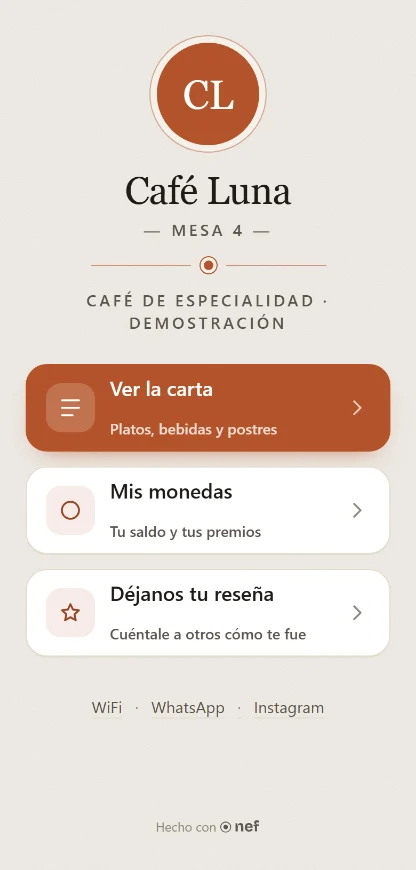 CL
Café Luna
— MESA 4 —
CAFÉ DE ESPECIALIDAD ·
DEMOSTRACIÓN
Ver la carta
Platos, bebidas y postres
Mis monedas
Tu saldo y tus premios
Déjanos tu reseña
Cuéntale a otros cómo te fue
WiFi · WhatsApp · Instagram
Hecho con nef